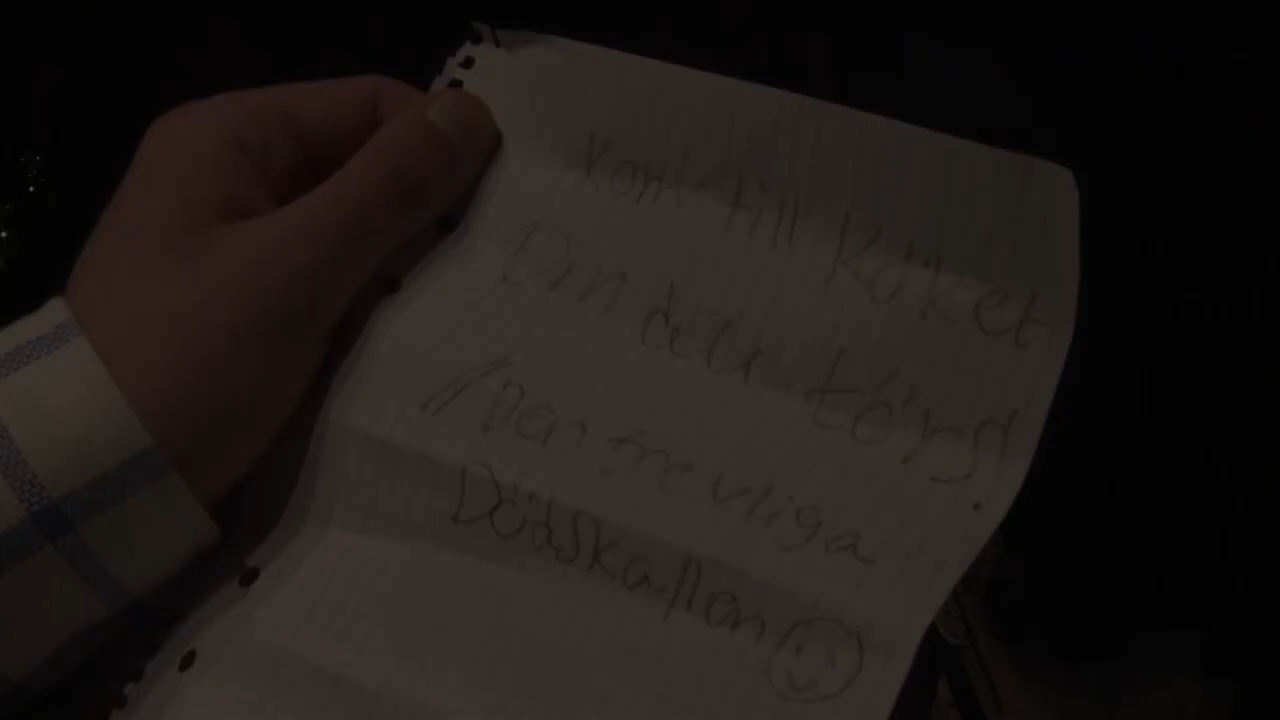 kom till köket
Om du törs!
//Den trevliga
Dödskallen